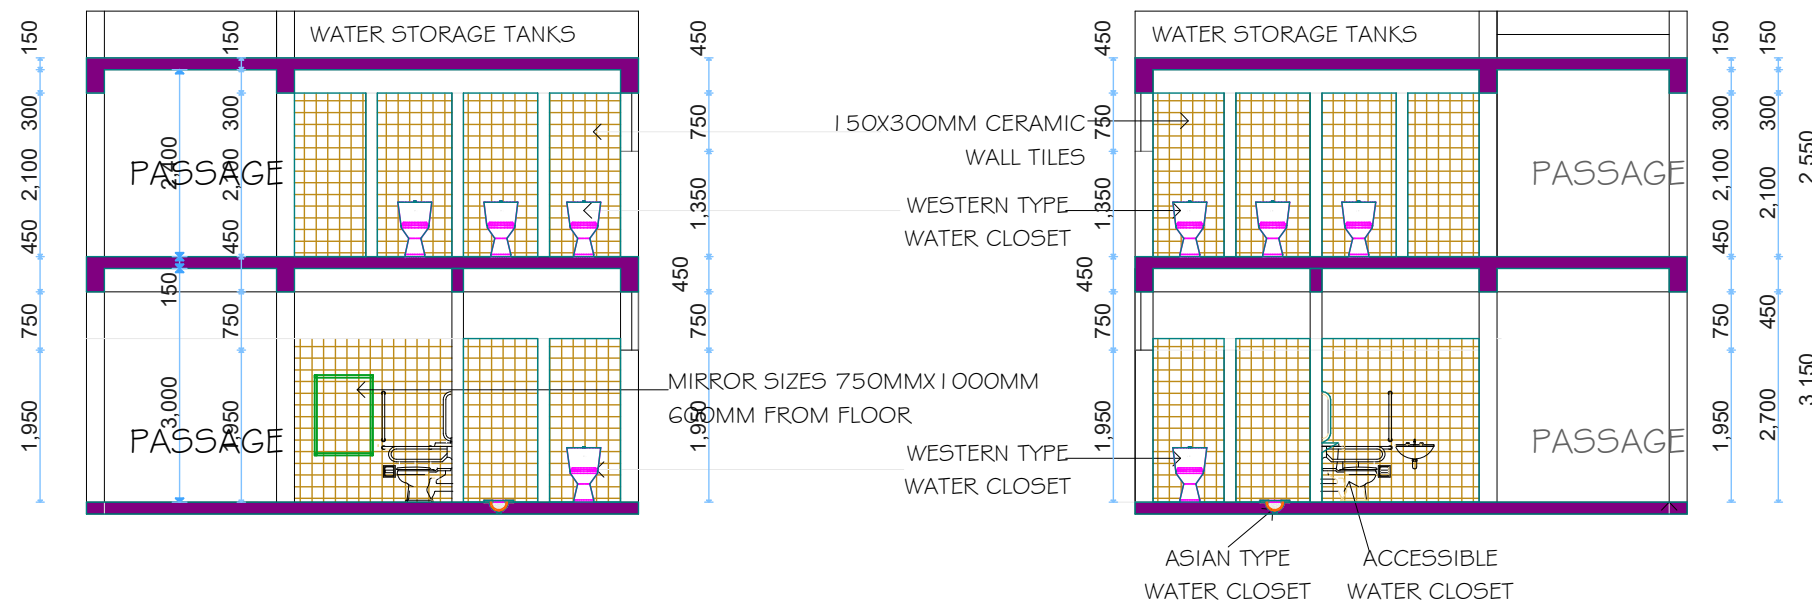 WATER STORAGE TANKS
PASSAGE
PASSAGE
150
300
2,100
450
750
1,950
2,400
150
3,000
150
300
2,100
450
750
1,950
450
750
1,350
450
750
1,950
150X300MM CERAMIC
WALL TILES
WESTERN TYPE
WATER CLOSET
MIRROR SIZES 750MMX1000MM
600MM FROM FLOOR
WESTERN TYPE
WATER CLOSET
450
750
1,350
450
750
1,950
WATER STORAGE TANKS
PASSAGE
PASSAGE
ASIAN TYPE
WATER CLOSET
ACCESSIBLE
WATER CLOSET
150
300
2,100
450
750
1,950
150
300
2,100
450
2,700
2,550
3,150